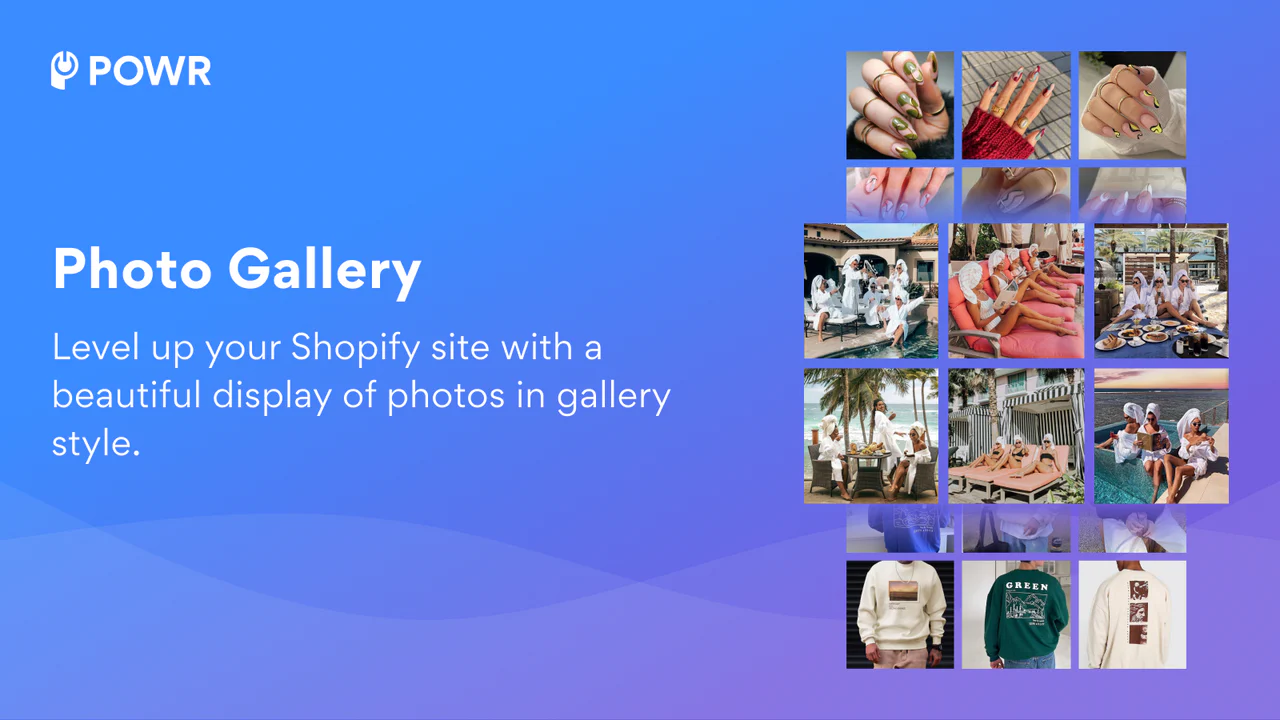 POWR
Photo Gallery
Level up your Shopify site with a
beautiful display of photos in gallery
style.
GREEN